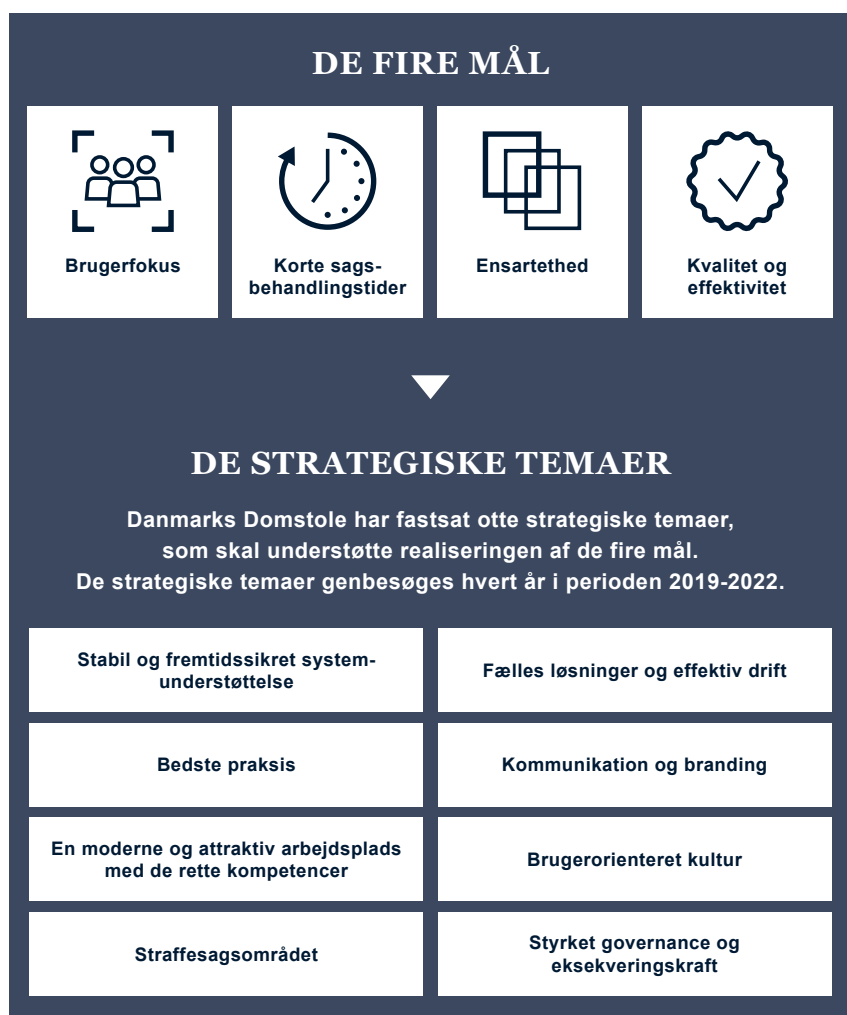 DE FIRE MÅL
Brugerfokus
Korte sags-
behandlingstider
Ensartethed
Kvalitet og
effektivitet
DE STRATEGISKE TEMAER
Danmarks Domstole har fastsat otte strategiske temaer,
som skal understøtte realiseringen af de fire mål.
De strategiske temaer genbesøges hvert år i perioden 2019-2022.
Stabil og fremtidssikret system-
understøttelse
Fælles løsninger og effektiv drift
Bedste praksis
Kommunikation og branding
En moderne og attraktiv arbejdsplads
med de rette kompetencer
Brugerorienteret kultur
Straffesagsområdet
Styrket governance og
eksekveringskraft